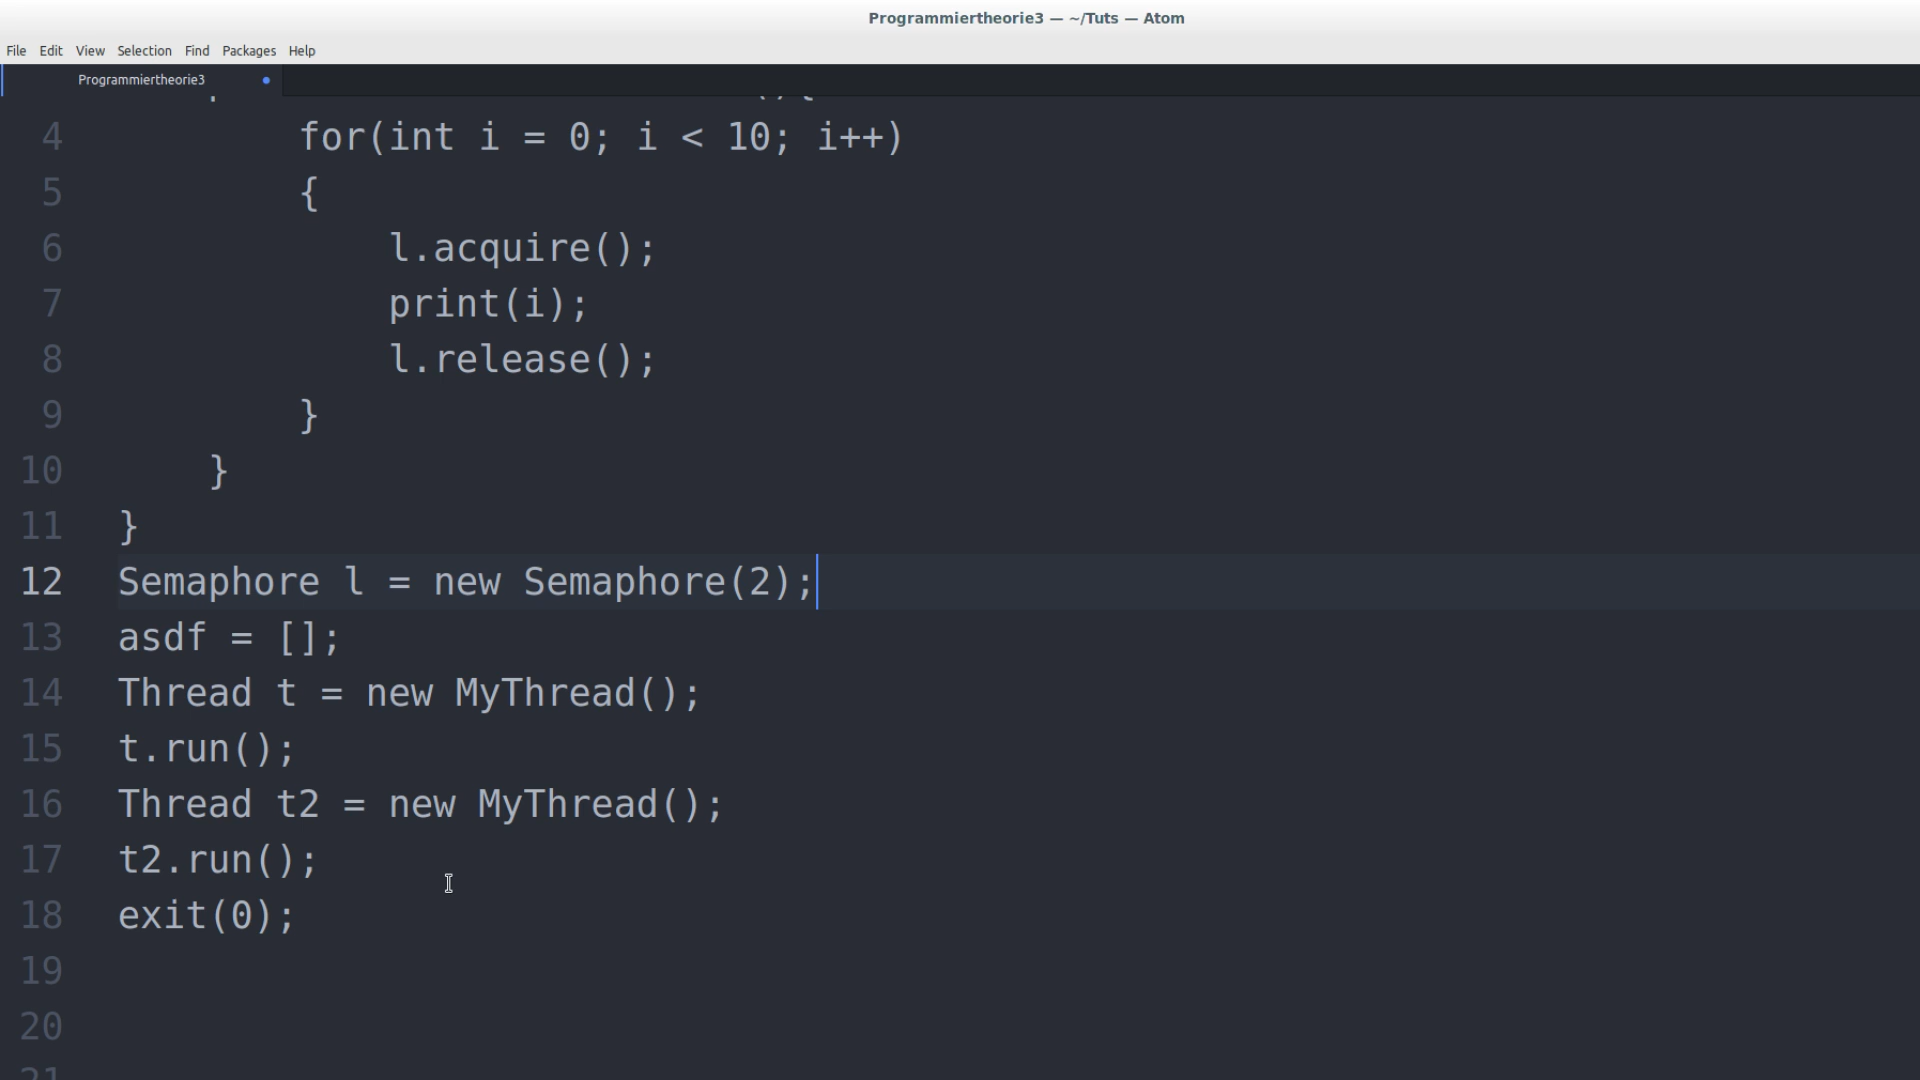 Programmiertheorie3 — ~/Tuts — Atom
File Edit View Selection Find Packages Help
Programmiertheorie3
4 for(int i = 0; i < 10; i++)
5 {
6 l.acquire();
7 print(i);
8 l.release();
9 }
10 }
11 }
12 Semaphore l = new Semaphore(2);
13 asdf = [];
14 Thread t = new MyThread();
15 t.run();
16 Thread t2 = new MyThread();
17 t2.run();
18 exit(0);
19
20
21